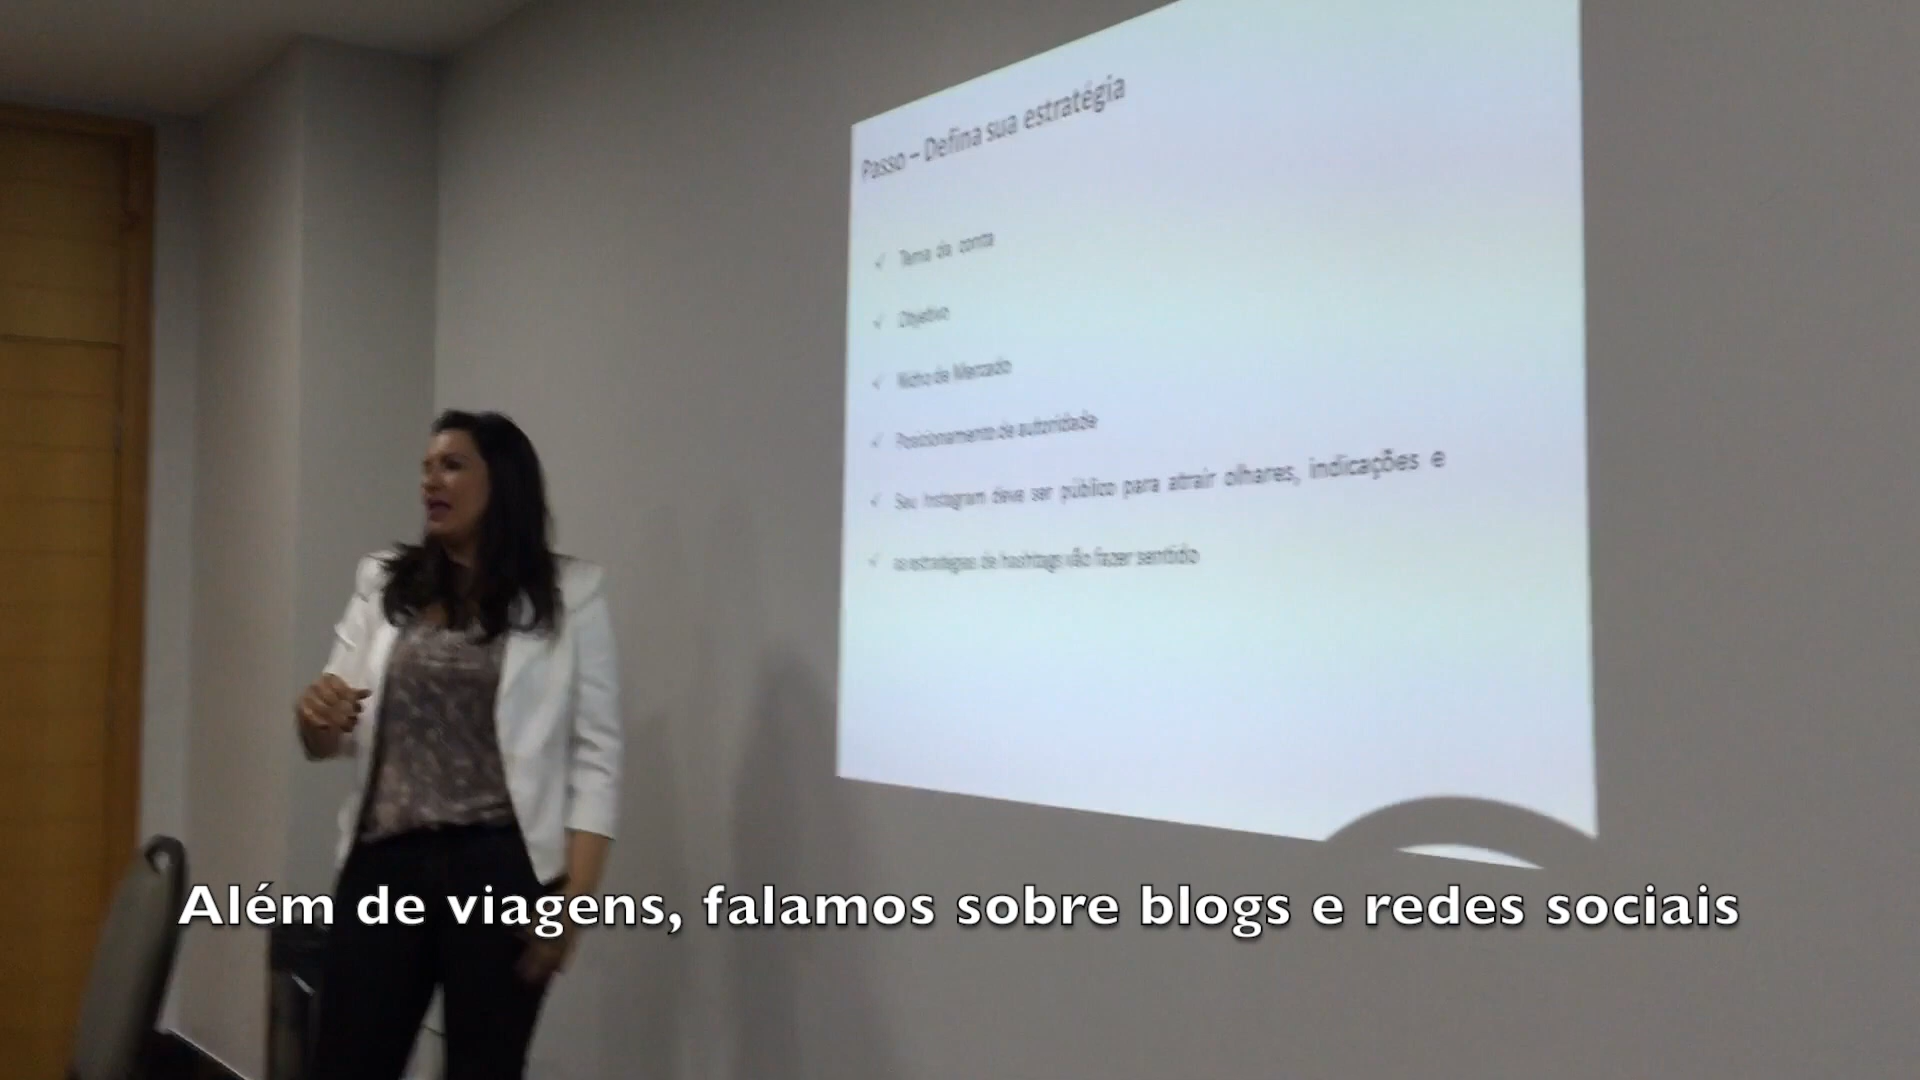 Passo – Defina sua estratégia
✓ Tema da conta
✓ Objetivo
✓ Nicho de Mercado
✓ Posicionamento de autoridade
✓ Seu Instagram deve ser público para atrair olhares, indicações e
✓ as estratégias de hashtags vão fazer sentido
Além de viagens, falamos sobre blogs e redes sociais